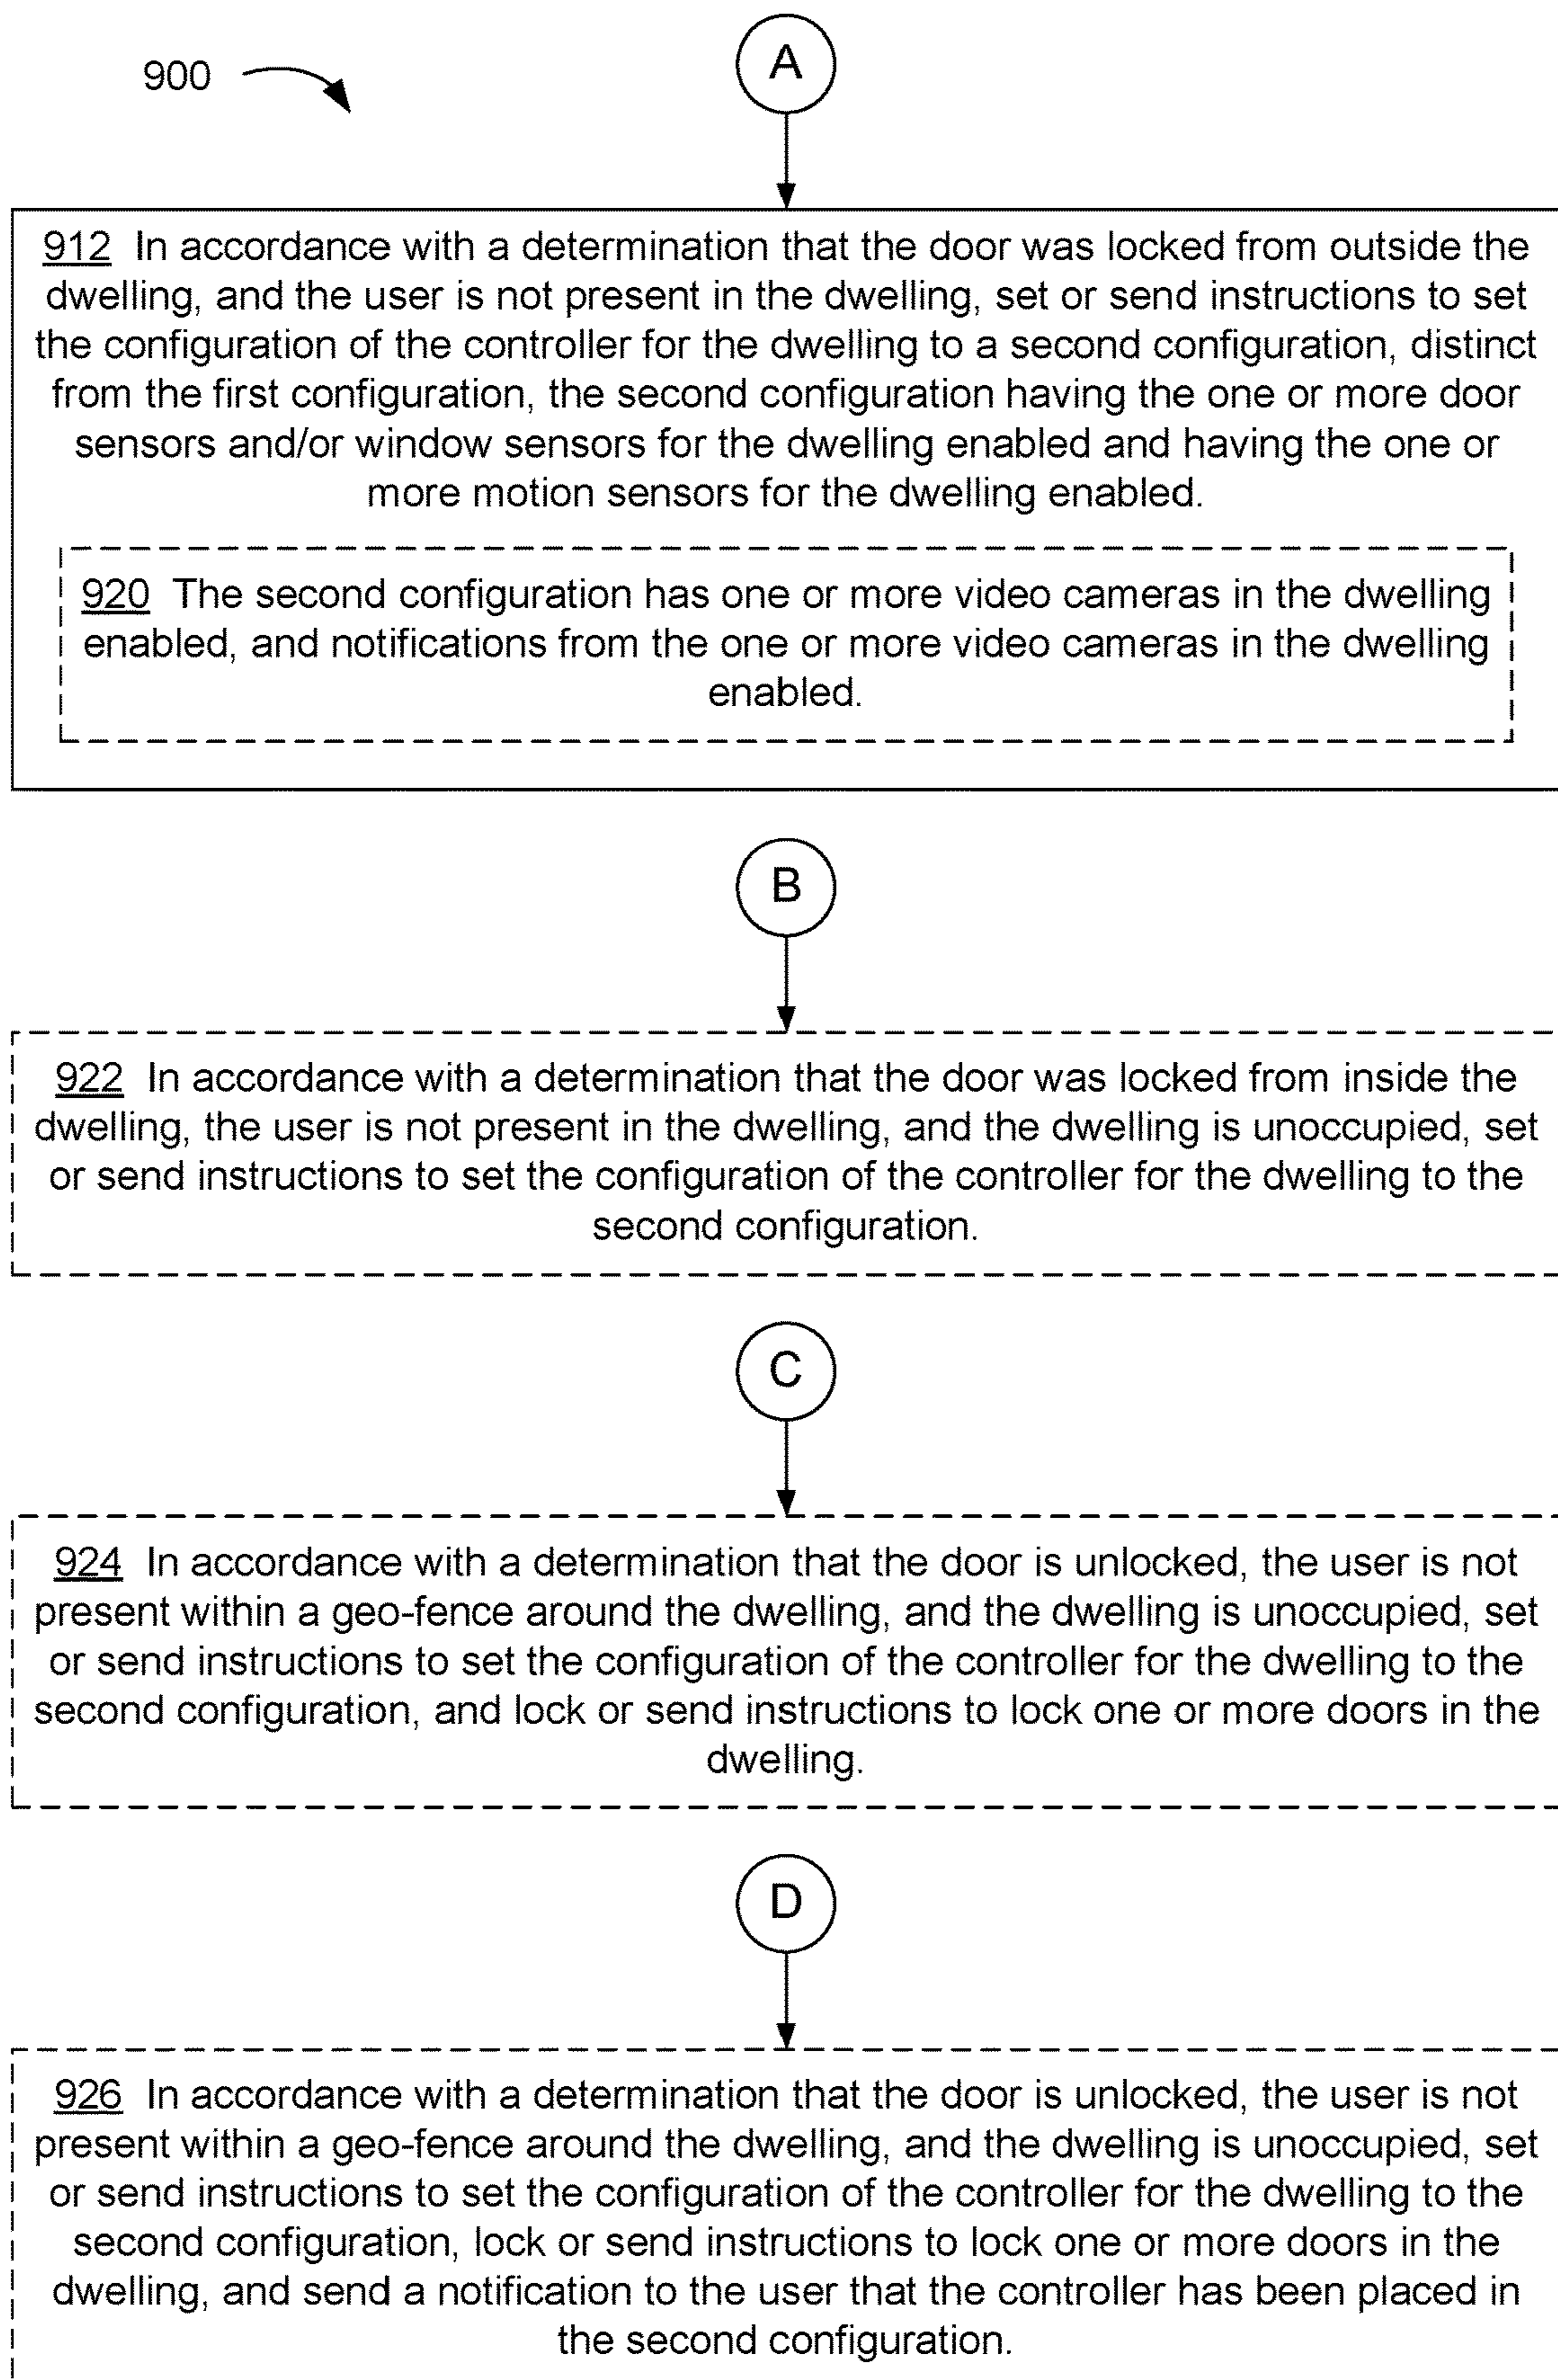 A
900
912 In accordance with a determination that the door was locked from outside the
dwelling, and the user is not present in the dwelling, set or send instructions to set
the configuration of the controller for the dwelling to a second configuration, distinct
from the first configuration, the second configuration having the one or more door
sensors and/or window sensors for the dwelling enabled and having the one or
more motion sensors for the dwelling enabled.
920 The second configuration has one or more video cameras in the dwelling
enabled, and notifications from the one or more video cameras in the dwelling
enabled.
B
922 In accordance with a determination that the door was locked from inside the
dwelling, the user is not present in the dwelling, and the dwelling is unoccupied, set
or send instructions to set the configuration of the controller for the dwelling to the
second configuration.
C
924 In accordance with a determination that the door is unlocked, the user is not
present within a geo-fence around the dwelling, and the dwelling is unoccupied, set
or send instructions to set the configuration of the controller for the dwelling to the
second configuration, and lock or send instructions to lock one or more doors in the
dwelling.
D
926 In accordance with a determination that the door is unlocked, the user is not
present within a geo-fence around the dwelling, and the dwelling is unoccupied, set
or send instructions to set the configuration of the controller for the dwelling to the
second configuration, lock or send instructions to lock one or more doors in the
dwelling, and send a notification to the user that the controller has been placed in
the second configuration.